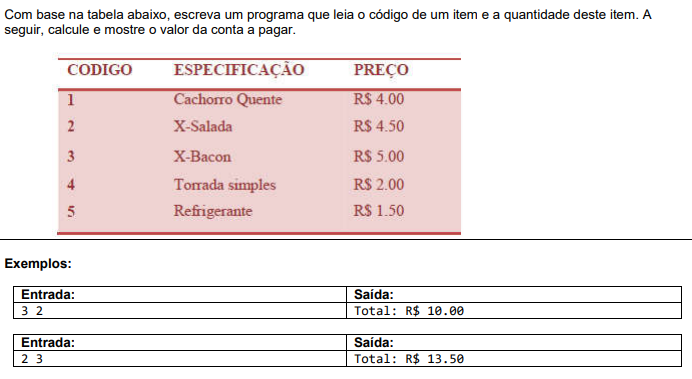 Com base na tabela abaixo, escreva um programa que leia o código de um item e a quantidade deste item. A
seguir, calcule e mostre o valor da conta a pagar.
CODIGO ESPECIFICAÇÃO PREÇO
1 Cachorro Quente R$ 4.00
2 X-Salada R$ 4.50
3 X-Bacon R$ 5.00
4 Torrada simples R$ 2.00
5 Refrigerante R$ 1.50
Exemplos:
Entrada: Saída:
3 2 Total: R$ 10.00
Entrada: Saída:
2 3 Total: R$ 13.50